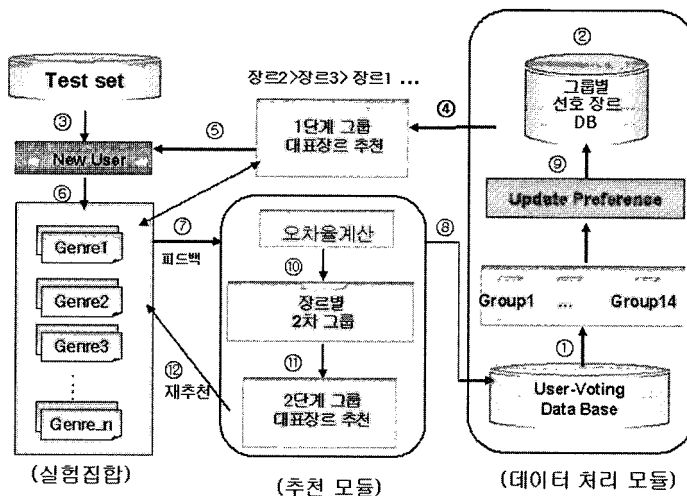 Test set
③
New User
⑥
Genre1
Genre2
Genre3
Genre_n
(실험집합)
장르2>장르3> 장르1 ...
⑤
1단계 그룹
대표장르 추천
④
⑦
피드백
⑫
재추천
오차율계산
⑩
장르별
2차 그룹
⑪
2단계 그룹
대표장르 추천
(추천 모듈)
⑧
②
그룹별
선호 장르
DB
⑨
Update Preference
Group1 ... Group14
①
User-Voting
Data Base
(데이터 처리 모듈)